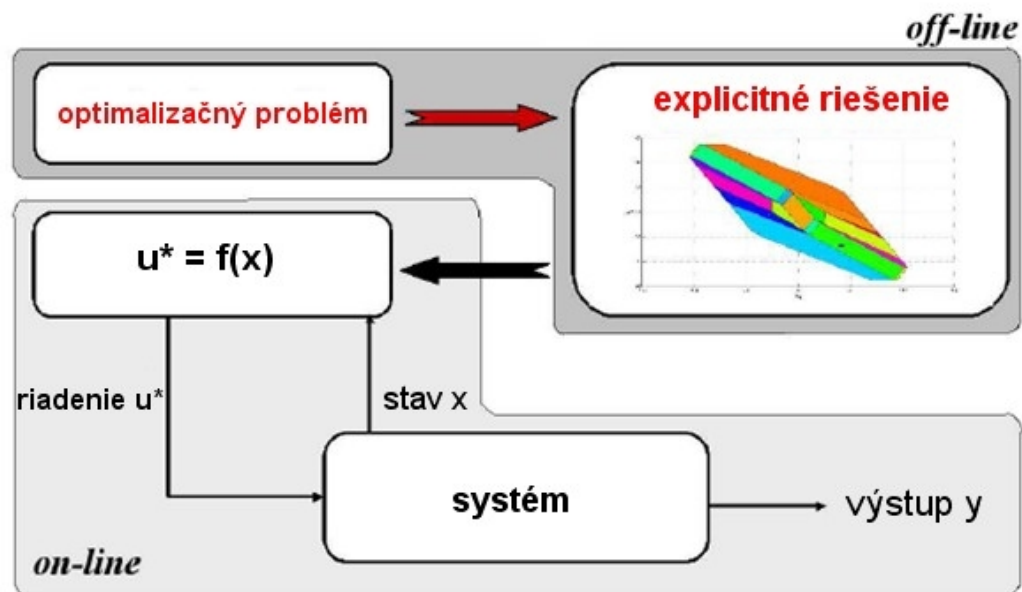 off-line
optimalizačný problém
explicitné riešenie
u* = f(x)
riadenie u*
stav x
systém
výstup y
on-line